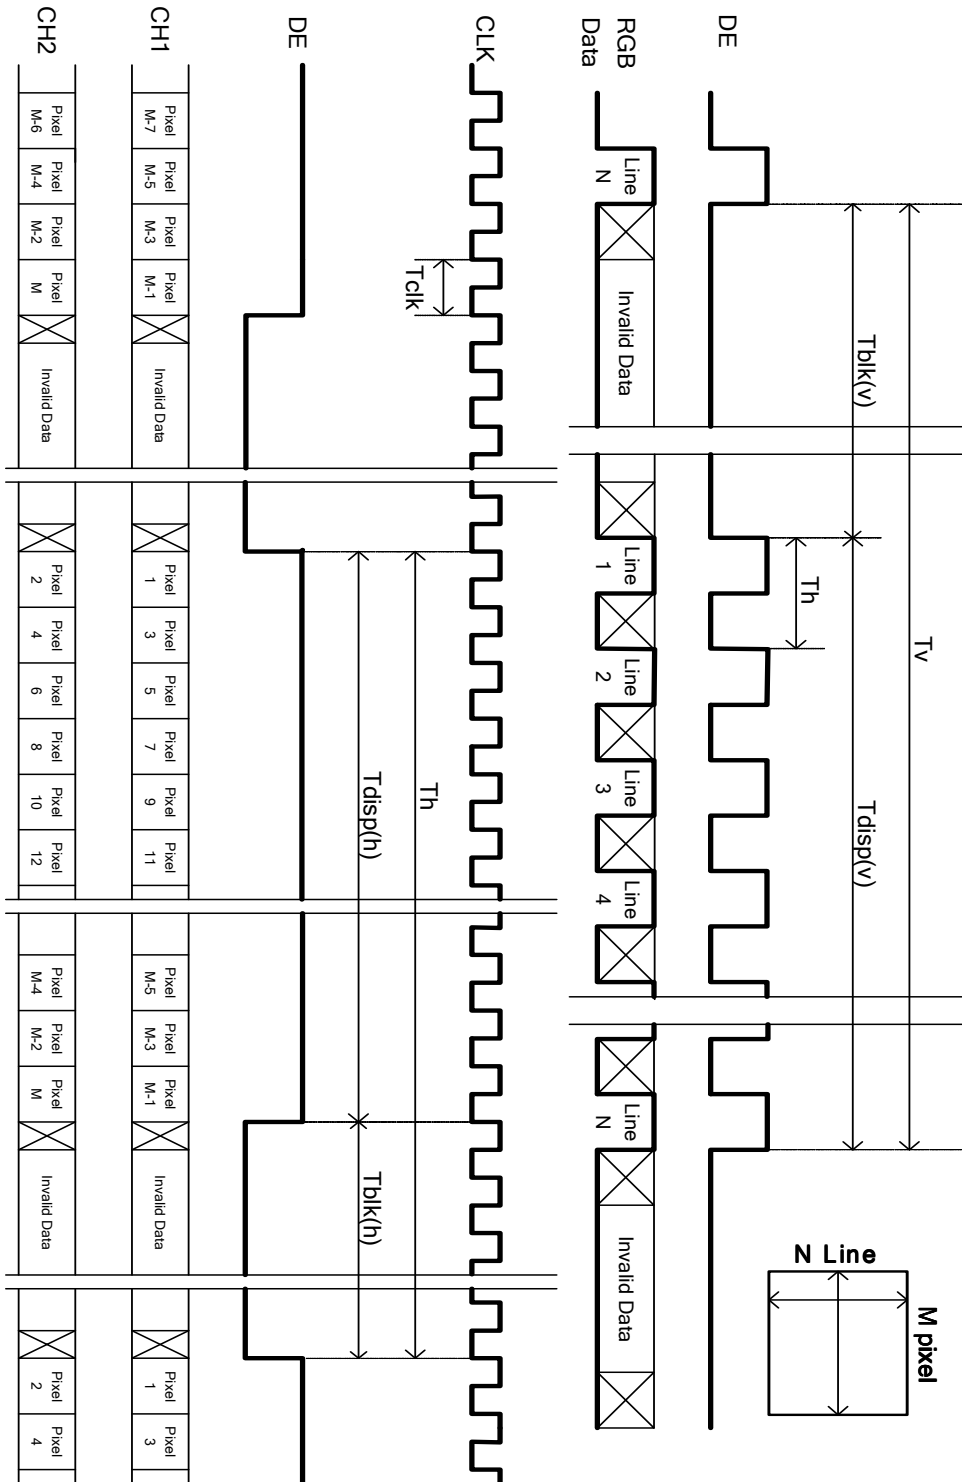 Tv
Tblk(v)
Tdisp(v)
Th
DE
RGB
Data
Line
N
Invalid Data
Line
1
Line
2
Line
3
Line
4
Line
N
Invalid Data
M pixel
N Line
CLK
Tclk
Th
Tdisp(h)
Tblk(h)
DE
CH1
Pixel
M-7
Pixel
M-5
Pixel
M-3
Pixel
M-1
Invalid Data
Pixel
1
Pixel
3
Pixel
5
Pixel
7
Pixel
9
Pixel
11
Pixel
M-5
Pixel
M-3
Pixel
M-1
Invalid Data
Pixel
1
Pixel
3
CH2
Pixel
M-6
Pixel
M-4
Pixel
M-2
Pixel
M
Invalid Data
Pixel
2
Pixel
4
Pixel
6
Pixel
8
Pixel
10
Pixel
12
Pixel
M-4
Pixel
M-2
Pixel
M
Invalid Data
Pixel
2
Pixel
4